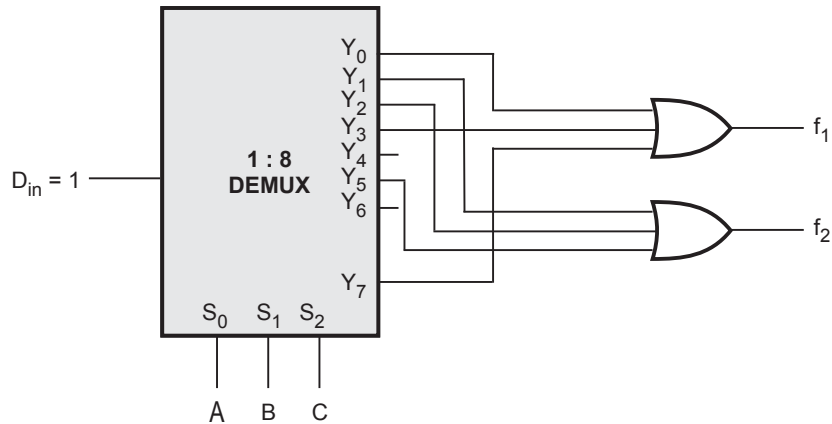 Y0
Y1
Y2
Y3
Y4
Y5
Y6
Y7
1 : 8
DEMUX
Din = 1
S0 S1 S2
A B C
f1
f2